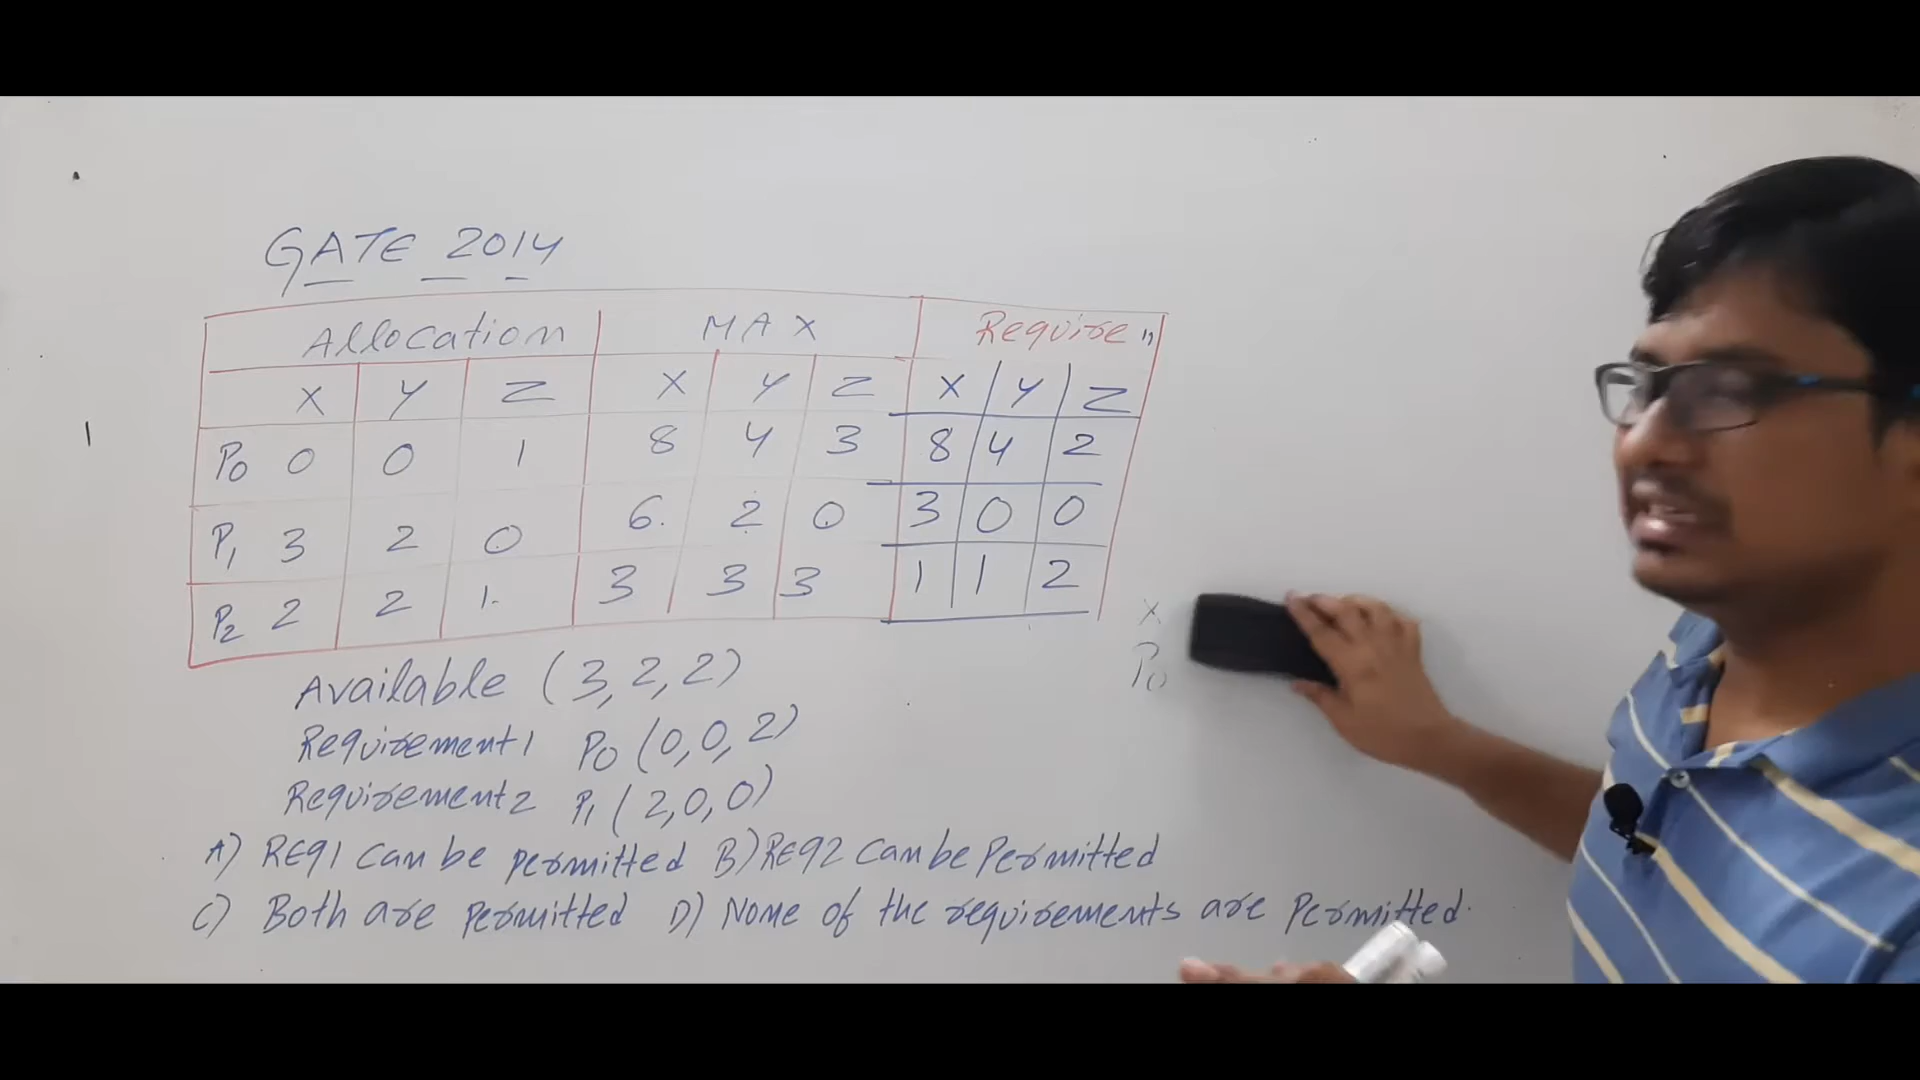 GATE 2014
Allocation MAX Require "
X Y Z X Y Z X Y Z
P0 0 0 1 8 4 3 8 4 2
P1 3 2 0 6. 2 0 3 0 0
P2 2 2 1. 3 3 3 1 1 2
X
P0
Available (3, 2, 2)
Requirement1 P0 (0, 0, 2)
Requirement2 P1 (2, 0, 0)
A) REQ1 can be permitted B) REQ2 can be Permitted
C) Both are permitted D) None of the requirements are Permitted.